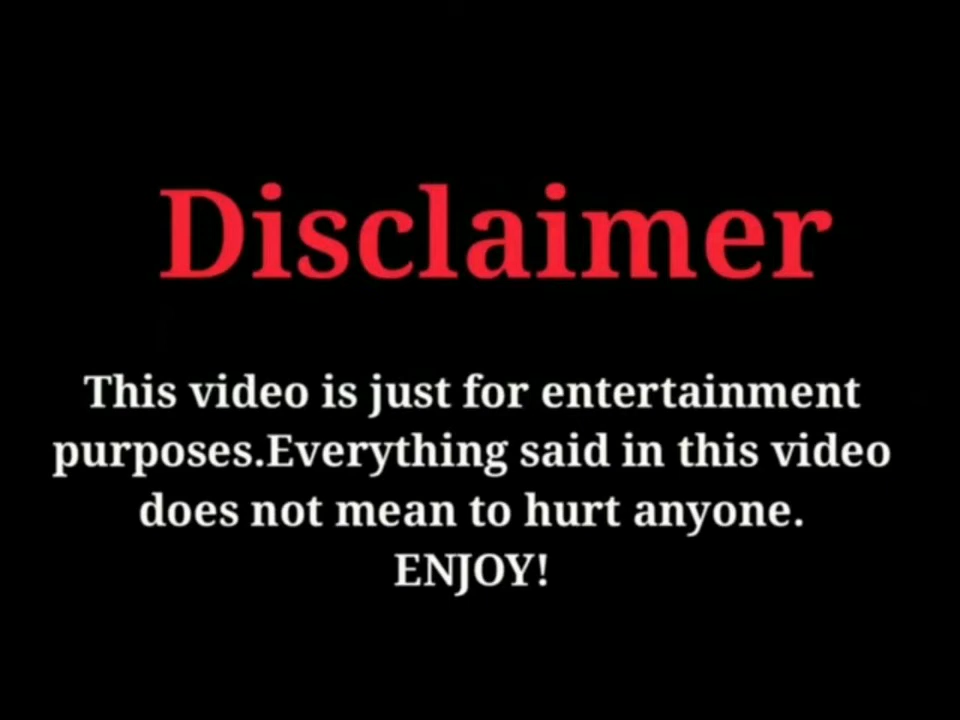 Disclaimer
This video is just for entertainment
purposes.Everything said in this video
does not mean to hurt anyone.
ENJOY!